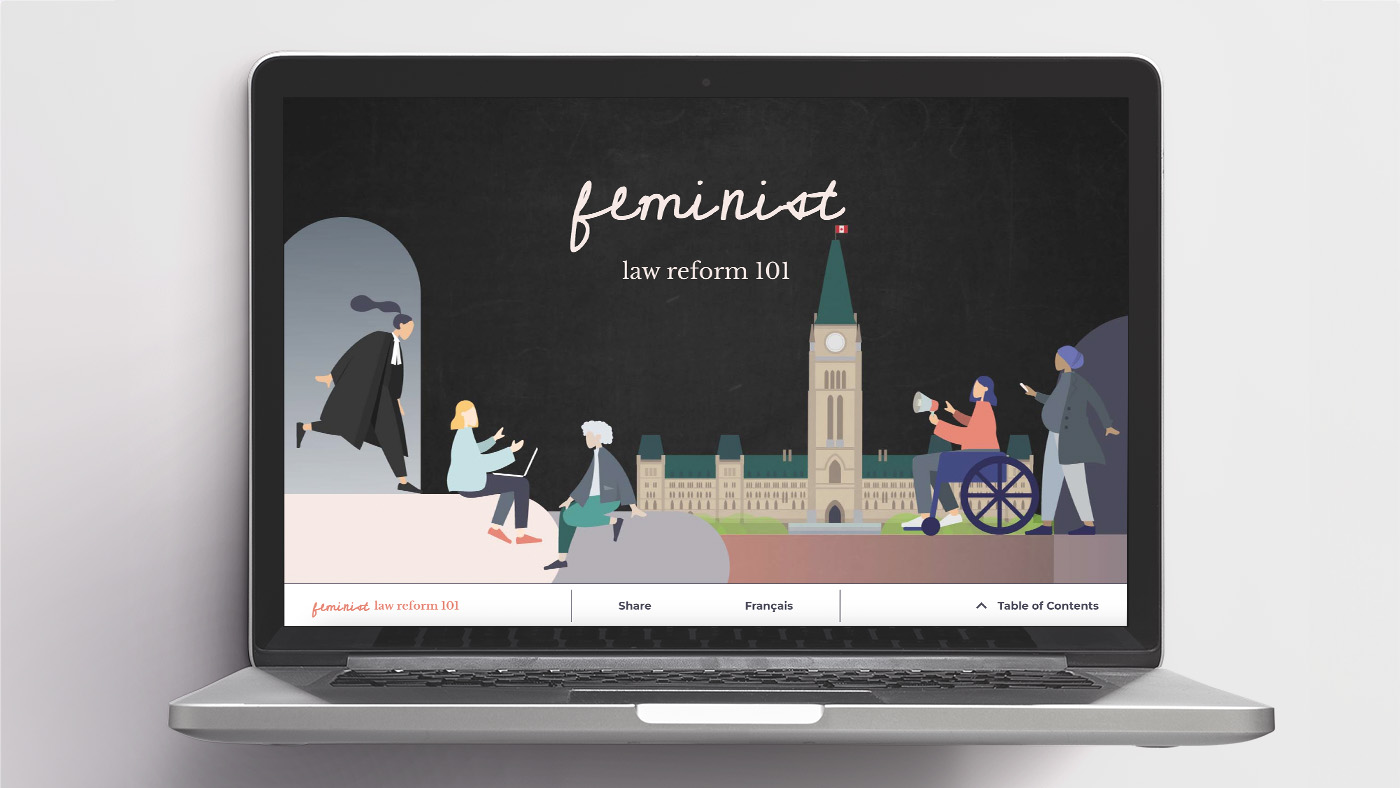 feminist
law reform 101
feminist law reform 101
Share
Français
Table of Contents